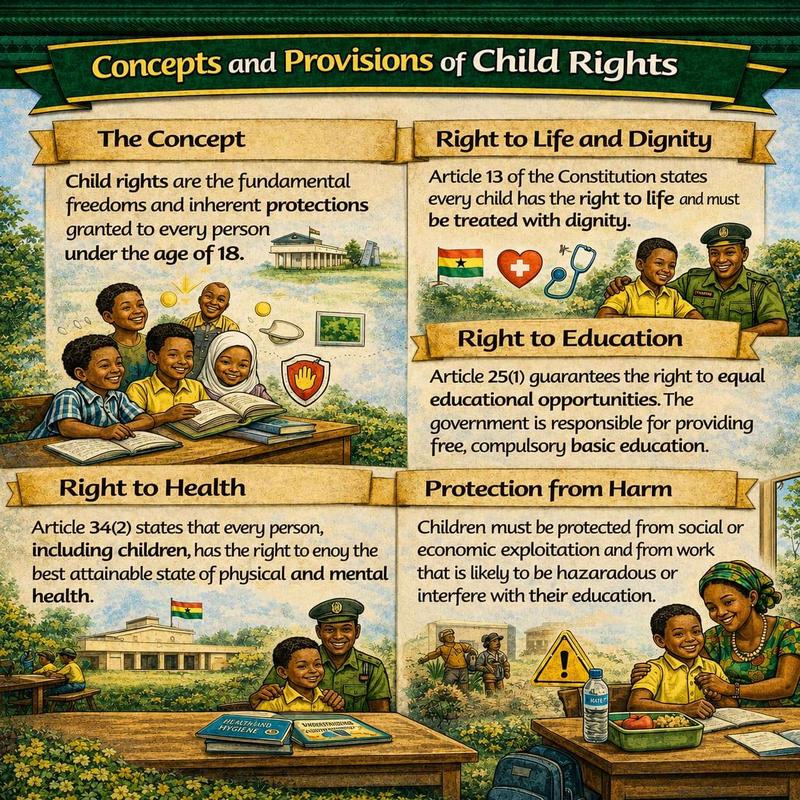 Concepts and Provisions of Child Rights
The Concept
Child rights are the fundamental
freedoms and inherent protections
granted to every person
under the age of 18.
Right to Life and Dignity
Article 13 of the Constitution states
every child has the right to life and must
be treated with dignity.
Right to Education
Article 25(1) guarantees the right to equal
educational opportunities. The
government is responsible for providing
free, compulsory basic education.
Right to Health
Article 34(2) states that every person,
including children, has the right to enoy the
best attainable state of physical and mental
health.
Protection from Harm
Children must be protected from social or
economic exploitation and from work
that is likely to be hazaradous or
interfere with their education.
HYGIENE